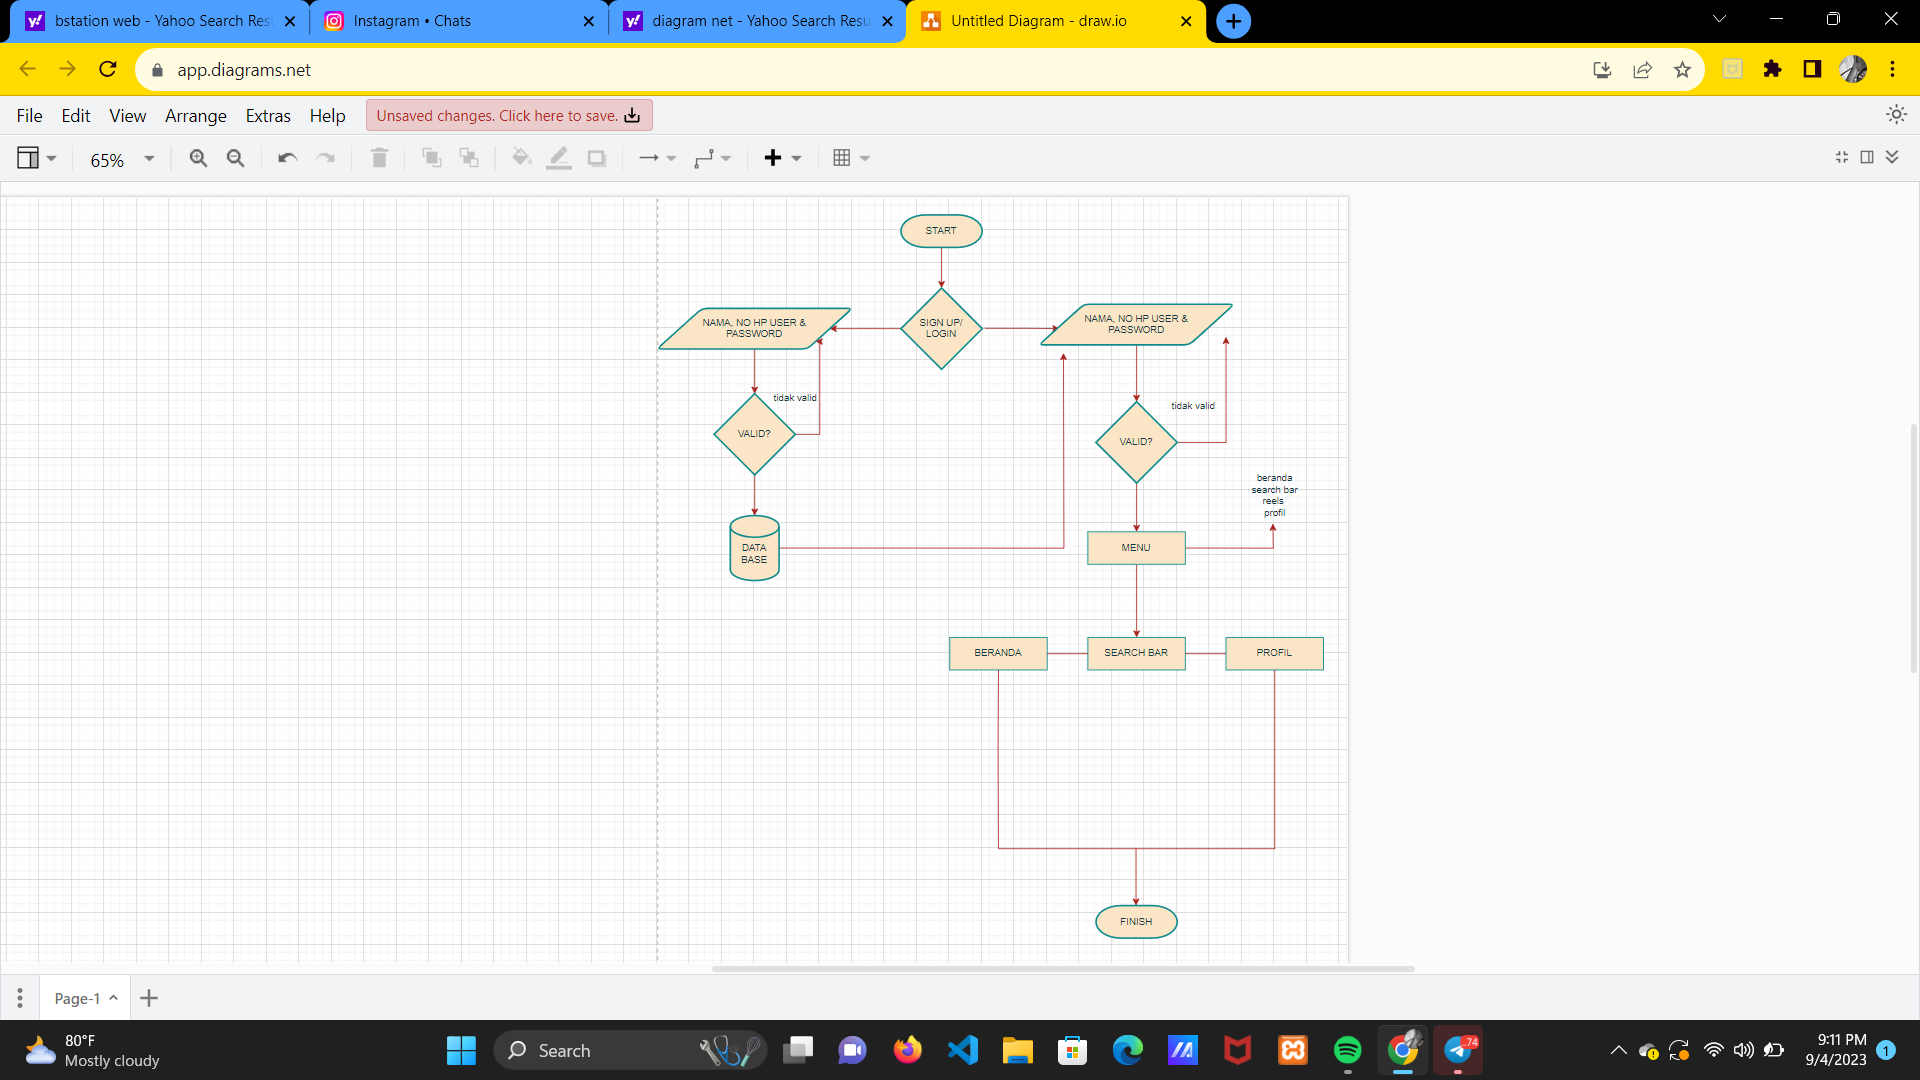 bstation web - Yahoo Search Res
Instagram • Chats
diagram net - Yahoo Search Resu
Untitled Diagram - draw.io
app.diagrams.net
File Edit View Arrange Extras Help Unsaved changes. Click here to save.
65%
START
SIGN UP/
LOGIN
NAMA, NO HP USER &
PASSWORD
NAMA, NO HP USER &
PASSWORD
tidak valid
tidak valid
VALID?
VALID?
beranda
search bar
reels
profil
DATA
BASE
MENU
BERANDA
SEARCH BAR
PROFIL
FINISH
Page-1
80°F
Mostly cloudy
Search
..74
9:11 PM
9/4/2023
1